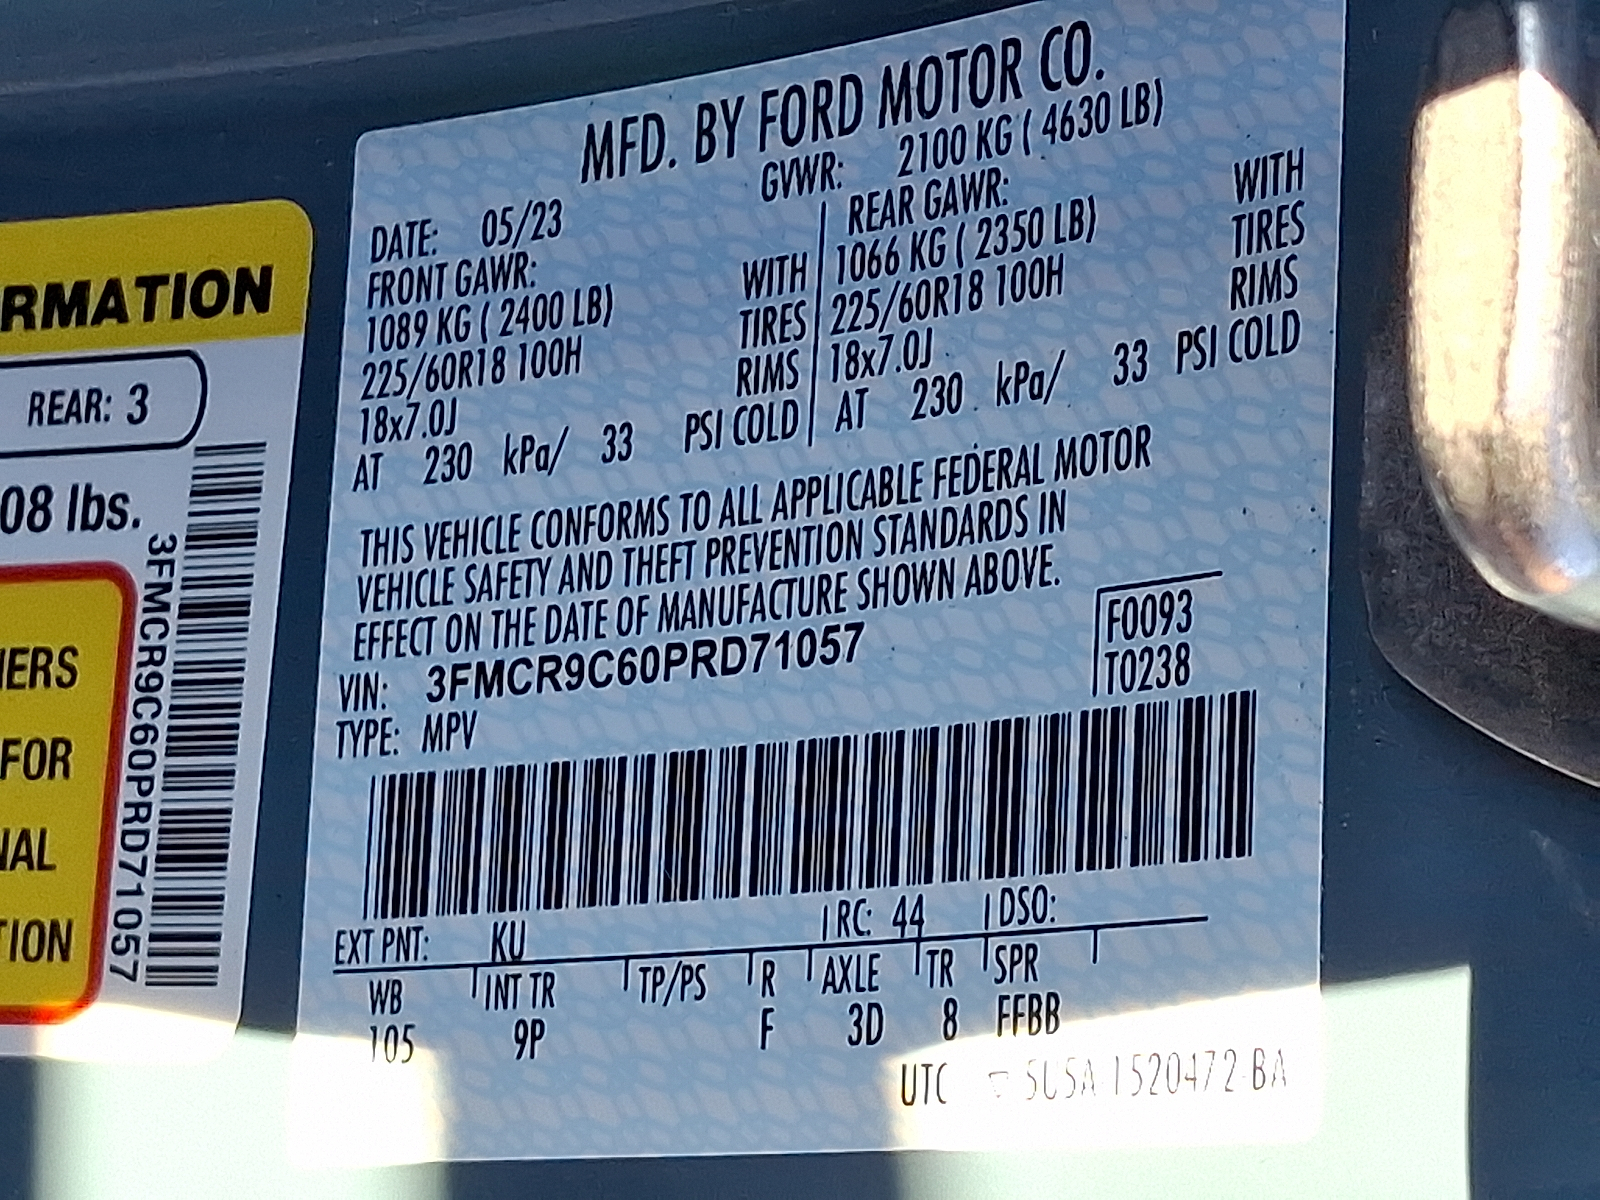 RMATION
REAR: 3
08 lbs.
3FMCR9C60PRD71057
IERS
FOR
NAL
TION
MFD. BY FORD MOTOR CO.
GVWR: 2100 KG ( 4630 LB)
DATE: 05/23
FRONT GAWR:
1089 KG ( 2400 LB) WITH
225/60R18 100H TIRES
18x7.0J RIMS
AT 230 kPa/ 33 PSI COLD
REAR GAWR:
1066 KG ( 2350 LB) WITH
225/60R18 100H TIRES
18x7.0J RIMS
AT 230 kPa/ 33 PSI COLD
THIS VEHICLE CONFORMS TO ALL APPLICABLE FEDERAL MOTOR
VEHICLE SAFETY AND THEFT PREVENTION STANDARDS IN
EFFECT ON THE DATE OF MANUFACTURE SHOWN ABOVE.
VIN: 3FMCR9C60PRD71057
TYPE: MPV
F0093
T0238
EXT PNT: KU RC: 44 DSO:
WB INT TR TP/PS R AXLE TR SPR
105 9P F 3D 8 FFBB
UTC 5U5A 1520472 BA